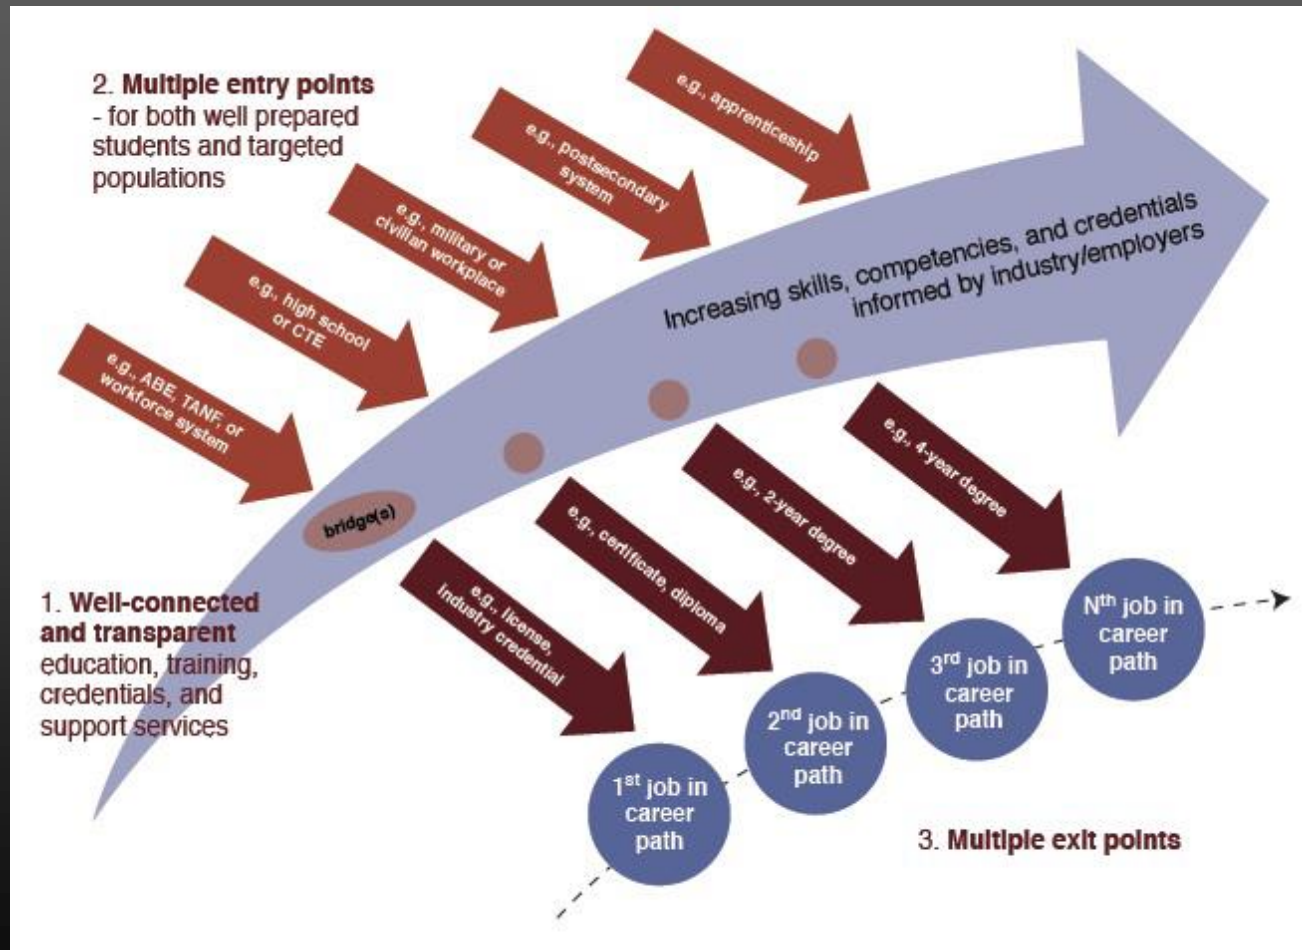 2. Multiple entry points
- for both well prepared
students and targeted
populations
e.g., apprenticeship
e.g., postsecondary
system
e.g., military or
civilian workplace
e.g., high school
or CTE
e.g., ABE, TANF, or
workforce system
Increasing skills, competencies, and credentials
informed by industry/employers
bridge(s)
1. Well-connected
and transparent
education, training,
credentials, and
support services
e.g., license,
industry credential
e.g., certificate, diploma
e.g., 2-year degree
e.g., 4-year degree
1st job in
career
path
2nd job in
career
path
3rd job in
career
path
Nth job in
career
path
3. Multiple exit points